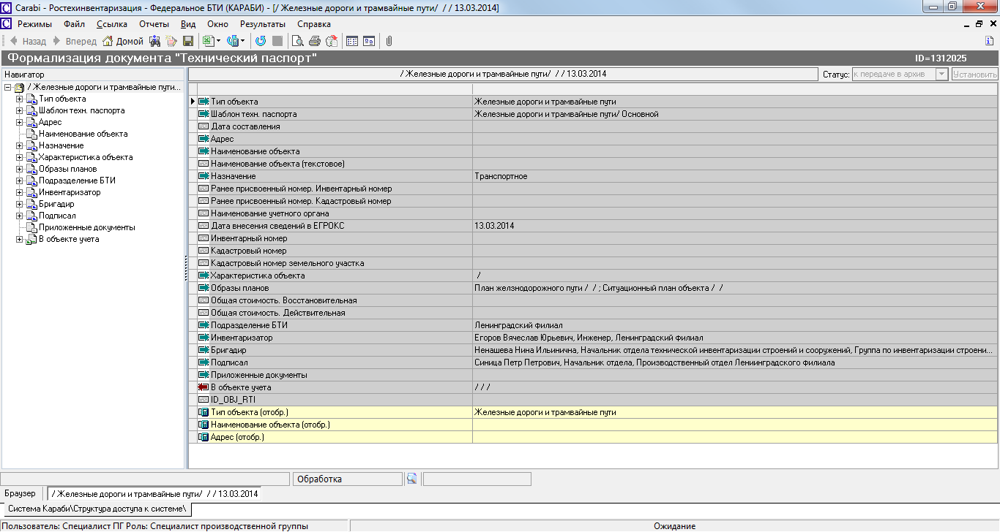 Carabi - Ростехинвентаризация - Федеральное БТИ (КАРАБИ) - [/ Железные дороги и трамвайные пути/  / / 13.03.2014]
Режимы Файл Ссылка Отчеты Вид Окно Результаты Справка
Назад Вперед Домой
Формализация документа "Технический паспорт" ID=1312025
Навигатор
/ Железные дороги и трамвайные пути...
Тип объекта
Шаблон техн. паспорта
Адрес
Наименование объекта
Назначение
Характеристика объекта
Образы планов
Подразделение БТИ
Инвентаризатор
Бригадир
Подписал
Приложенные документы
В объекте учета
/ Железные дороги и трамвайные пути/  / / 13.03.2014
Статус: к передаче в архив Установить
Тип объекта Железные дороги и трамвайные пути
Шаблон техн. паспорта Железные дороги и трамвайные пути/ Основной
Дата составления
Адрес
Наименование объекта
Наименование объекта (текстовое)
Назначение Транспортное
Ранее присвоенный номер. Инвентарный номер
Ранее присвоенный номер. Кадастровый номер
Наименование учетного органа
Дата внесения сведений в ЕГРОКС 13.03.2014
Инвентарный номер
Кадастровый номер
Кадастровый номер земельного участка
Характеристика объекта /
Образы планов План желзнодорожного пути /  / ; Ситуационный план объекта /  /
Общая стоимость. Восстановительная
Общая стоимость. Действительная
Подразделение БТИ Ленинградский филиал
Инвентаризатор Егоров Вячеслав Юрьевич, Инженер, Ленинградский филиал
Бригадир Ненашева Нина Ильинична, Начальник отдела технической инвентаризации строений и сооружений, Группа по инвентаризации строени...
Подписал Синица Петр Петрович, Начальник отдела, Производственный отдел Лениинградского филиала
Приложенные документы
В объекте учета / / /
ID_OBJ_RTI
Тип объекта (отобр.) Железные дороги и трамвайные пути
Наименование объекта (отобр.)
Адрес (отобр.)
Обработка
Браузер / Железные дороги и трамвайные пути/  / / 13.03.2014
Система Караби\Структура доступа к системе\
Пользователь: Специалист ПГ Роль: Специалист производственной группы Ожидание